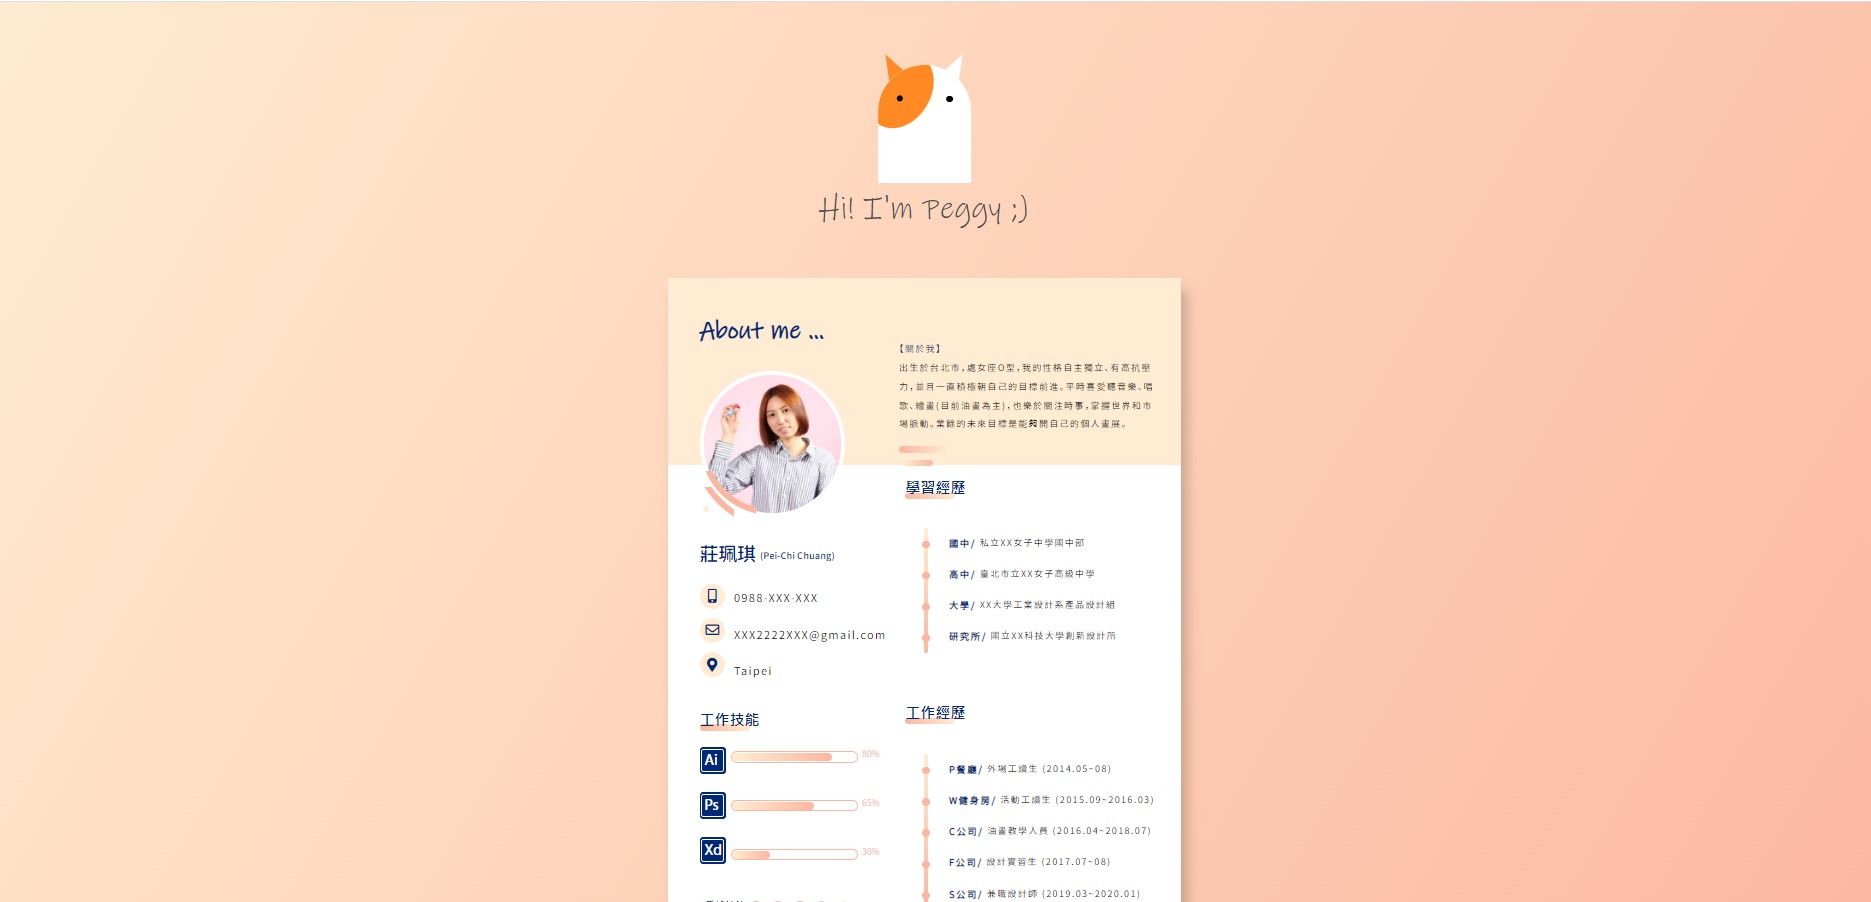 Hi! I'm Peggy ;)
About me ...
【關於我】
出生於台北市，處女座O型，我的性格自主獨立、有高抗壓
力，並且一直積極朝自己的目標前進。平時喜愛聽音樂、唱
歌、繪畫(目前油畫為主)，也樂於關注時事，掌握世界和市
場脈動。業餘的未來目標是能夠開自己的個人畫展。
莊珮琪 (Pei-Chi Chuang)
0988-XXX-XXX
XXX2222XXX@gmail.com
Taipei
工作技能
Ai 80%
Ps 65%
Xd 30%
學習經歷
國中/ 私立XX女子中學國中部
高中/ 臺北市立XX女子高級中學
大學/ XX大學工業設計系產品設計組
研究所/ 國立XX科技大學創新設計所
工作經歷
P餐廳/ 外場工讀生 (2014.05~08)
W健身房/ 活動工讀生 (2015.09~2016.03)
C公司/ 油畫教學人員 (2016.04~2018.07)
F公司/ 設計實習生 (2017.07~08)
S公司/ 兼職設計師 (2019.03~2020.01)